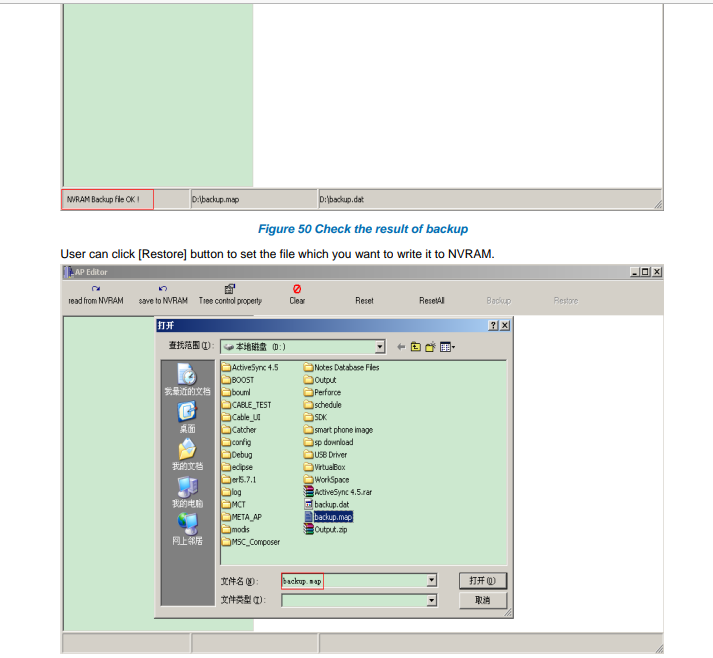 NVRAM Backup file OK ! D:\backup.map D:\backup.dat
Figure 50 Check the result of backup
User can click [Restore] button to set the file which you want to write it to NVRAM.
AP Editor
read from NVRAM save to NVRAM Tree control property Clear Reset ResetAll Backup Restore
打开
查找范围(I): 本地磁盘 (D:)
我最近的文档
桌面
我的文档
我的电脑
网上邻居
ActiveSync 4.5
BOOST
bouml
CABLE_TEST
Cable_UI
Catcher
config
Debug
eclipse
erl5.7.1
log
MCT
META_AP
modis
MSC_Composer
Notes Database Files
Output
Perforce
schedule
SDK
smart phone image
sp download
USB Driver
VirtualBox
WorkSpace
ActiveSync 4.5.rar
backup.dat
backup.map
Output.zip
文件名(N): backup.map 打开(O)
文件类型(T): 取消